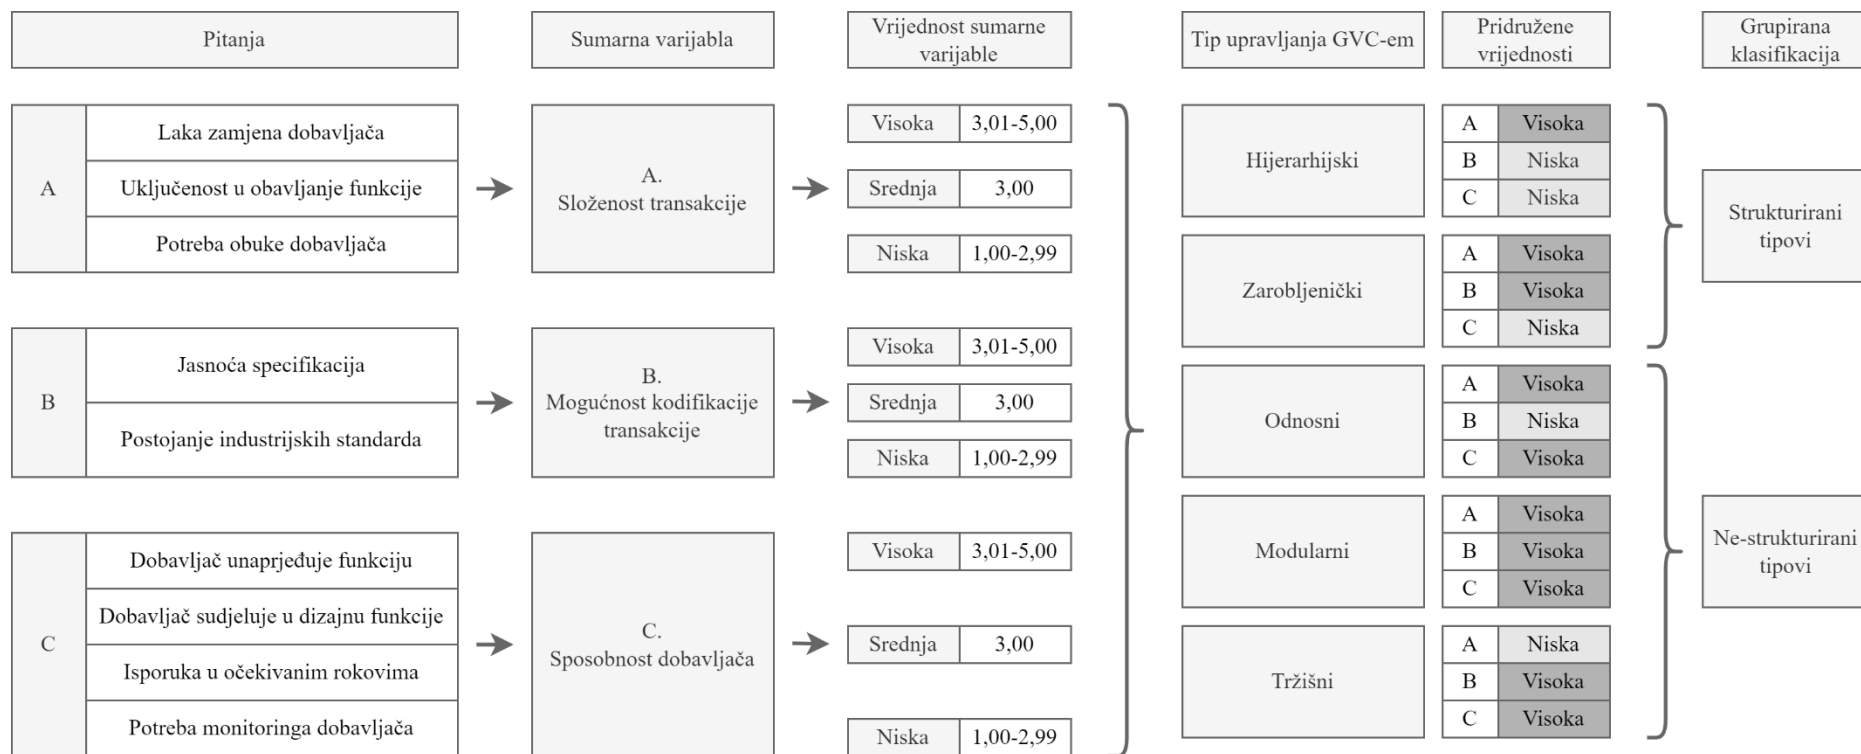 Pitanja
Sumarna varijabla
Vrijednost sumarne
varijable
Tip upravljanja GVC-em
Pridružene
vrijednosti
Grupirana
klasifikacija
A
Laka zamjena dobavljača
Uključenost u obavljanje funkcije
Potreba obuke dobavljača
A.
Složenost transakcije
Visoka 3,01-5,00
Srednja 3,00
Niska 1,00-2,99
B
Jasnoća specifikacija
Postojanje industrijskih standarda
B.
Mogućnost kodifikacije
transakcije
Visoka 3,01-5,00
Srednja 3,00
Niska 1,00-2,99
C
Dobavljač unaprjeđuje funkciju
Dobavljač sudjeluje u dizajnu funkcije
Isporuka u očekivanim rokovima
Potreba monitoringa dobavljača
C.
Sposobnost dobavljača
Visoka 3,01-5,00
Srednja 3,00
Niska 1,00-2,99
Hijerarhijski
A Visoka
B Niska
C Niska
Zarobljenički
A Visoka
B Visoka
C Niska
Odnosni
A Visoka
B Niska
C Visoka
Modularni
A Visoka
B Visoka
C Visoka
Tržišni
A Niska
B Visoka
C Visoka
Strukturirani
tipovi
Ne-strukturirani
tipovi